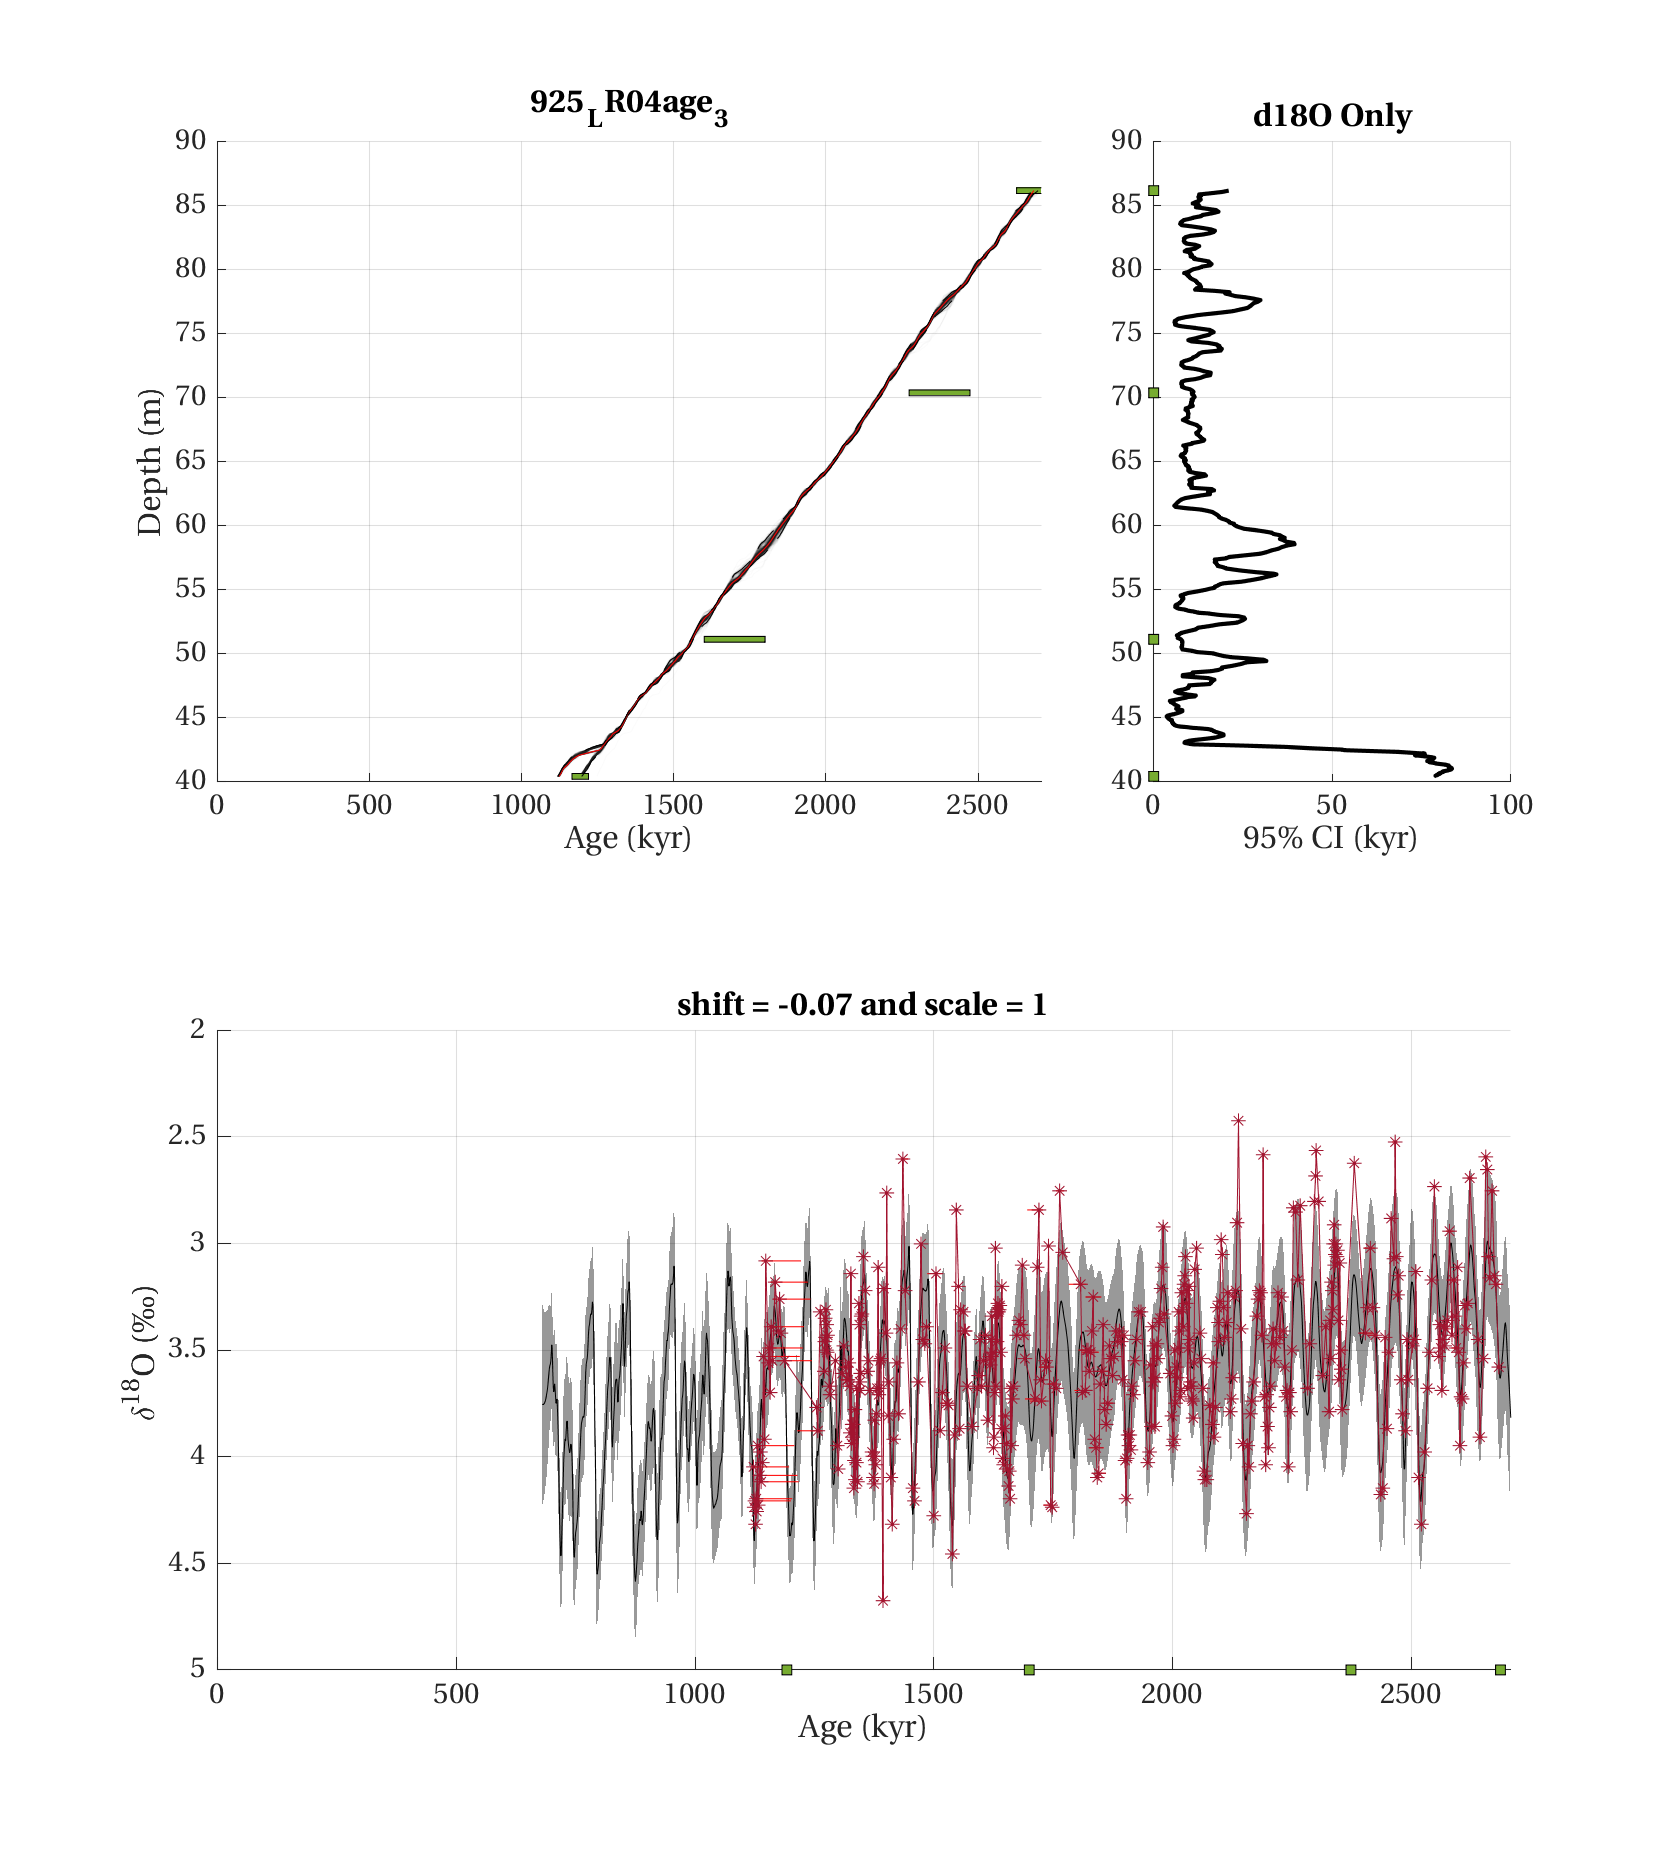 925LR04age3
90
85
80
75
70
65
60
55
50
45
40
0 500 1000 1500 2000 2500
Depth (m)
Age (kyr)
d18O Only
90
85
80
75
70
65
60
55
50
45
40
0 50 100
95% CI (kyr)
shift = -0.07 and scale = 1
2
2.5
3
3.5
4
4.5
5
0 500 1000 1500 2000 2500
δ18O (‰)
Age (kyr)